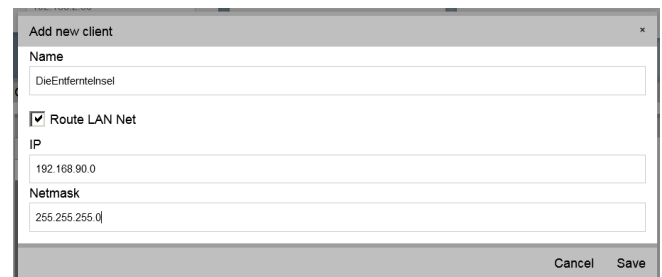 Add new client ×
Name
DieEntfernteInsel
Route LAN Net
IP
192.168.90.0
Netmask
255.255.255.0
Cancel Save